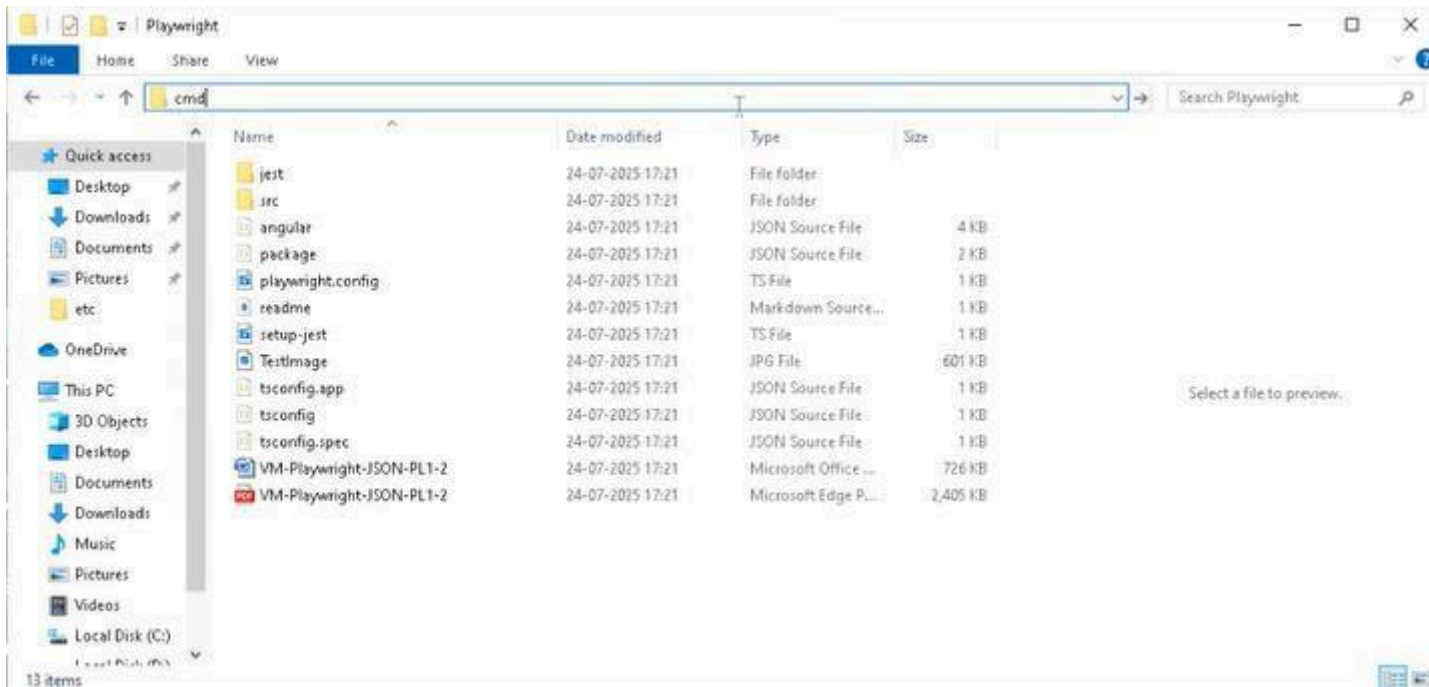 Playwright
File Home Share View
cmd Search Playwright
Name Date modified Type Size
Quick access
Desktop
Downloads
Documents
Pictures
etc
OneDrive
This PC
3D Objects
Desktop
Documents
Downloads
Music
Pictures
Videos
Local Disk (C:)
jest 24-07-2025 17:21 File folder
src 24-07-2025 17:21 File folder
angular 24-07-2025 17:21 JSON Source File 4 KB
package 24-07-2025 17:21 JSON Source File 2 KB
playwright.config 24-07-2025 17:21 TS File 1 KB
readme 24-07-2025 17:21 Markdown Source... 1 KB
setup-jest 24-07-2025 17:21 TS File 1 KB
TestImage 24-07-2025 17:21 JPG File 601 KB
tsconfig.app 24-07-2025 17:21 JSON Source File 1 KB
tsconfig 24-07-2025 17:21 JSON Source File 1 KB
tsconfig.spec 24-07-2025 17:21 JSON Source File 1 KB
VM-Playwright-JSON-PL1-2 24-07-2025 17:21 Microsoft Office ... 726 KB
VM-Playwright-JSON-PL1-2 24-07-2025 17:21 Microsoft Edge P... 2,405 KB
Select a file to preview.
13 items